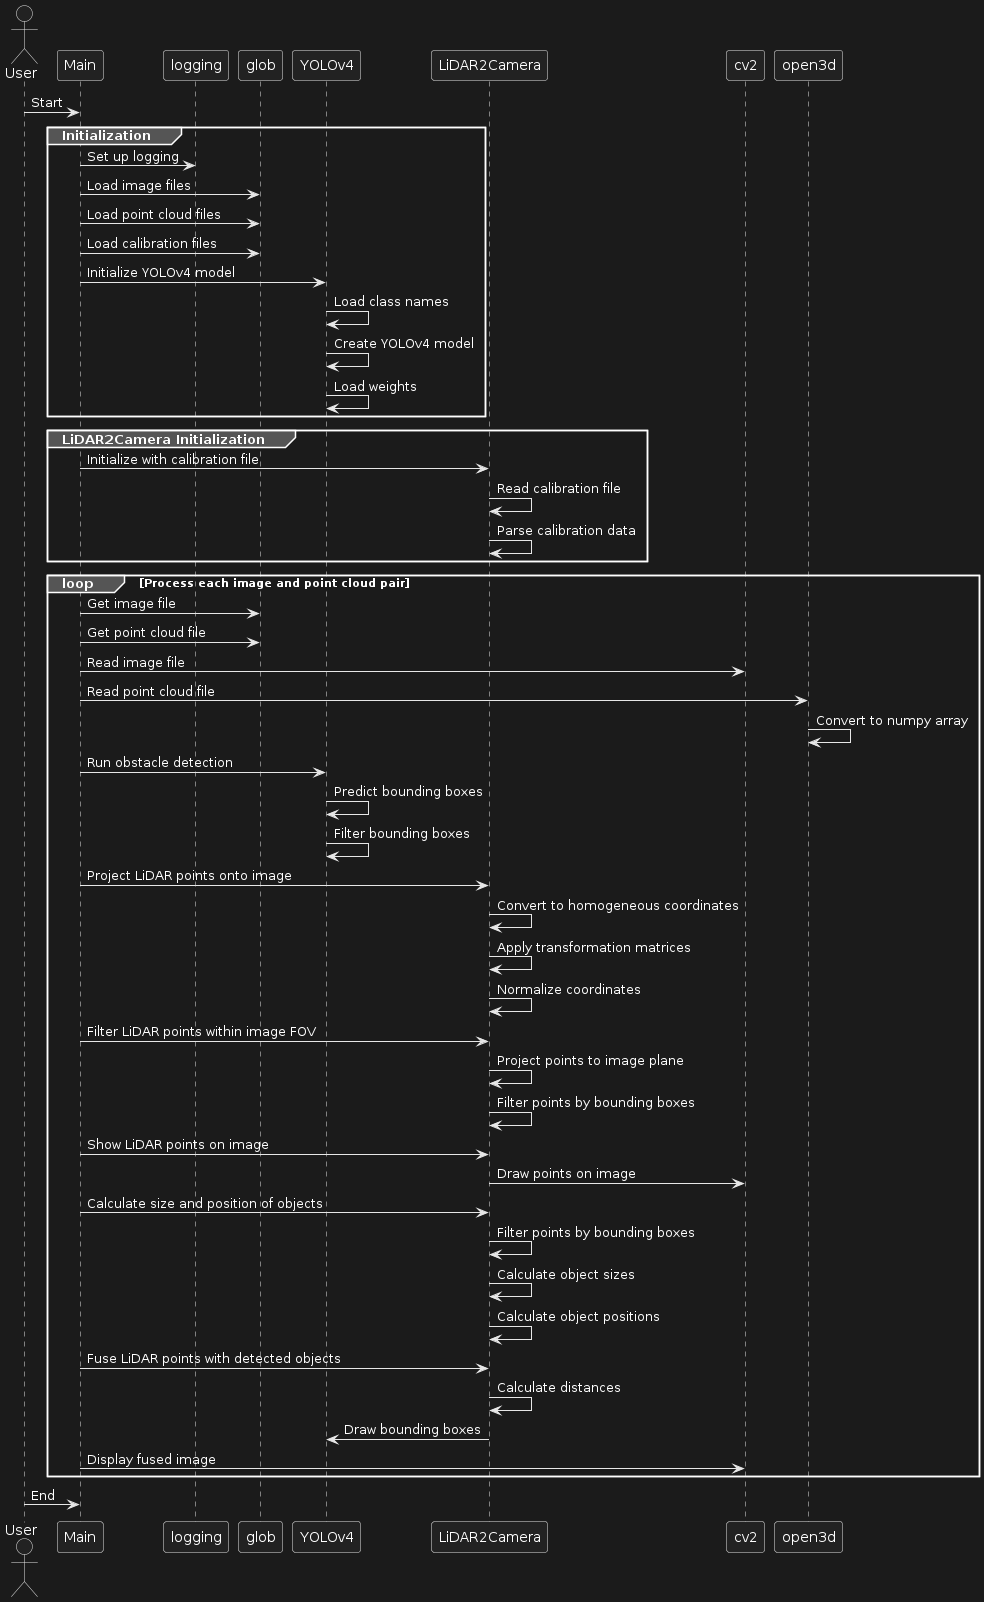 User
Main
logging
glob
YOLOv4
LiDAR2Camera
cv2
open3d
Start
Initialization
Set up logging
Load image files
Load point cloud files
Load calibration files
Initialize YOLOv4 model
Load class names
Create YOLOv4 model
Load weights
LiDAR2Camera Initialization
Initialize with calibration file
Read calibration file
Parse calibration data
loop
[Process each image and point cloud pair]
Get image file
Get point cloud file
Read image file
Read point cloud file
Convert to numpy array
Run obstacle detection
Predict bounding boxes
Filter bounding boxes
Project LiDAR points onto image
Convert to homogeneous coordinates
Apply transformation matrices
Normalize coordinates
Filter LiDAR points within image FOV
Project points to image plane
Filter points by bounding boxes
Show LiDAR points on image
Draw points on image
Calculate size and position of objects
Filter points by bounding boxes
Calculate object sizes
Calculate object positions
Fuse LiDAR points with detected objects
Calculate distances
Draw bounding boxes
Display fused image
End
User
Main
logging
glob
YOLOv4
LiDAR2Camera
cv2
open3d